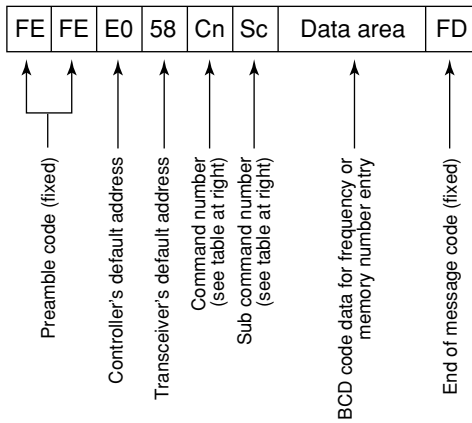 FE FE E0 58 Cn Sc Data area FD
Preamble code (fixed)
Controller's default address
Transceiver's default address
Command number
(see table at right)
Sub command number
(see table at right)
BCD code data for frequency or
memory number entry
End of message code (fixed)